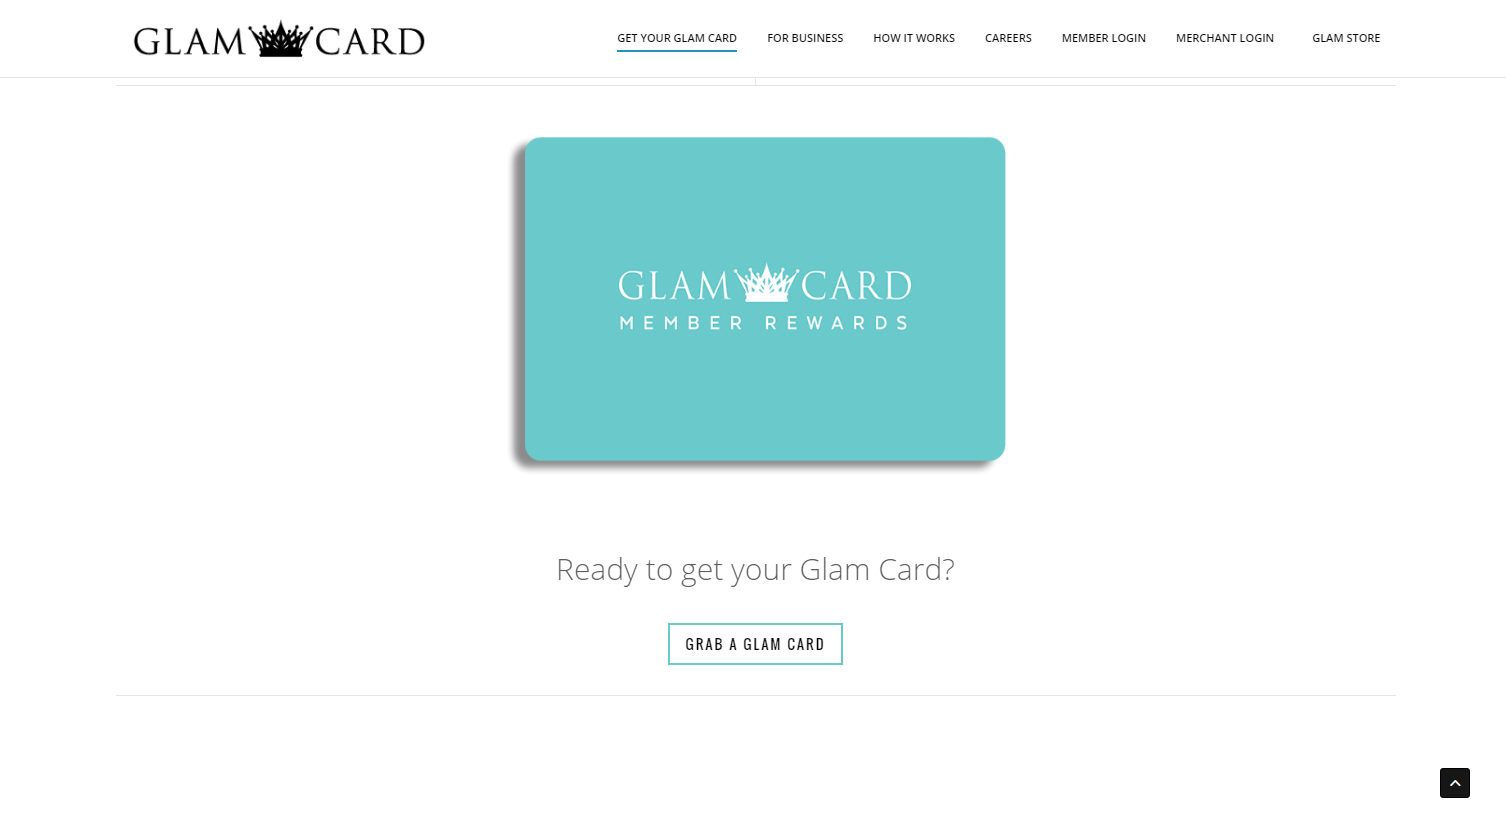 GLAM CARD
GET YOUR GLAM CARD
FOR BUSINESS
HOW IT WORKS
CAREERS
MEMBER LOGIN
MERCHANT LOGIN
GLAM STORE
GLAM CARD
MEMBER REWARDS
Ready to get your Glam Card?
GRAB A GLAM CARD